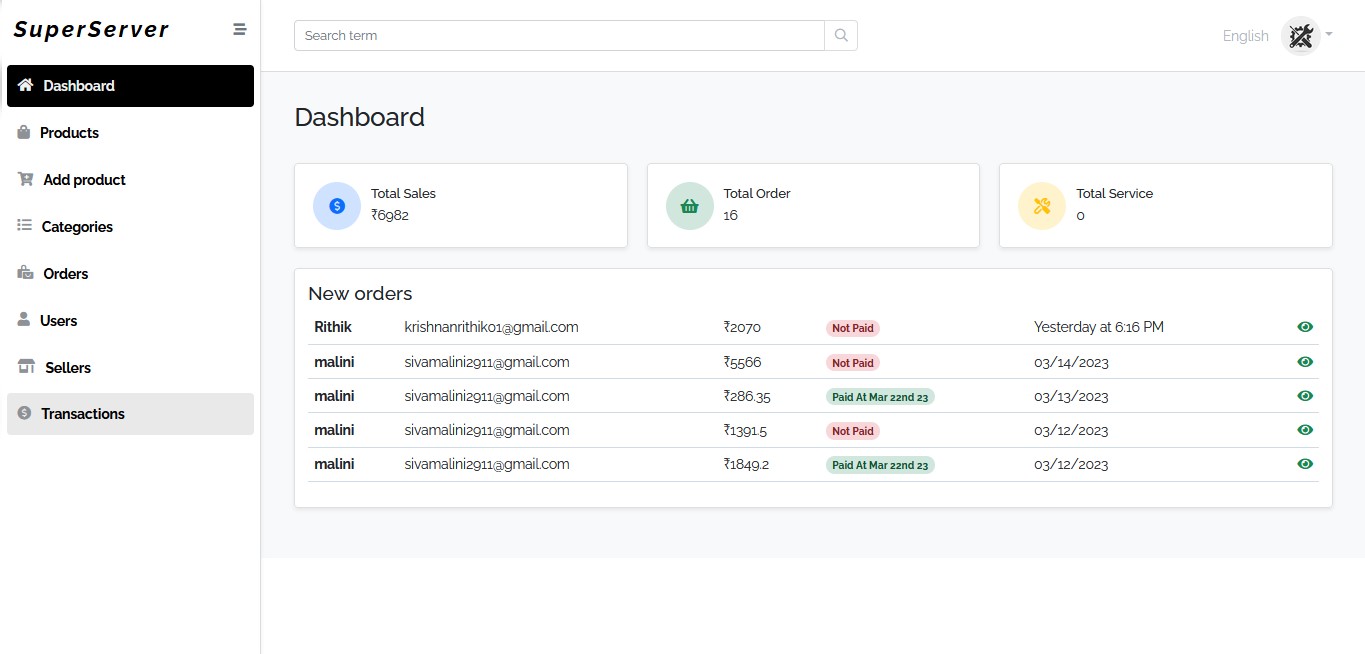 SuperServer
Search term
English
Dashboard
Products
Add product
Categories
Orders
Users
Sellers
Transactions
Dashboard
Total Sales
₹6982
Total Order
16
Total Service
0
New orders
Rithik krishnanrithik01@gmail.com ₹2070 Not Paid Yesterday at 6:16 PM
malini sivamalini2911@gmail.com ₹5566 Not Paid 03/14/2023
malini sivamalini2911@gmail.com ₹286.35 Paid At Mar 22nd 23 03/13/2023
malini sivamalini2911@gmail.com ₹1391.5 Not Paid 03/12/2023
malini sivamalini2911@gmail.com ₹1849.2 Paid At Mar 22nd 23 03/12/2023